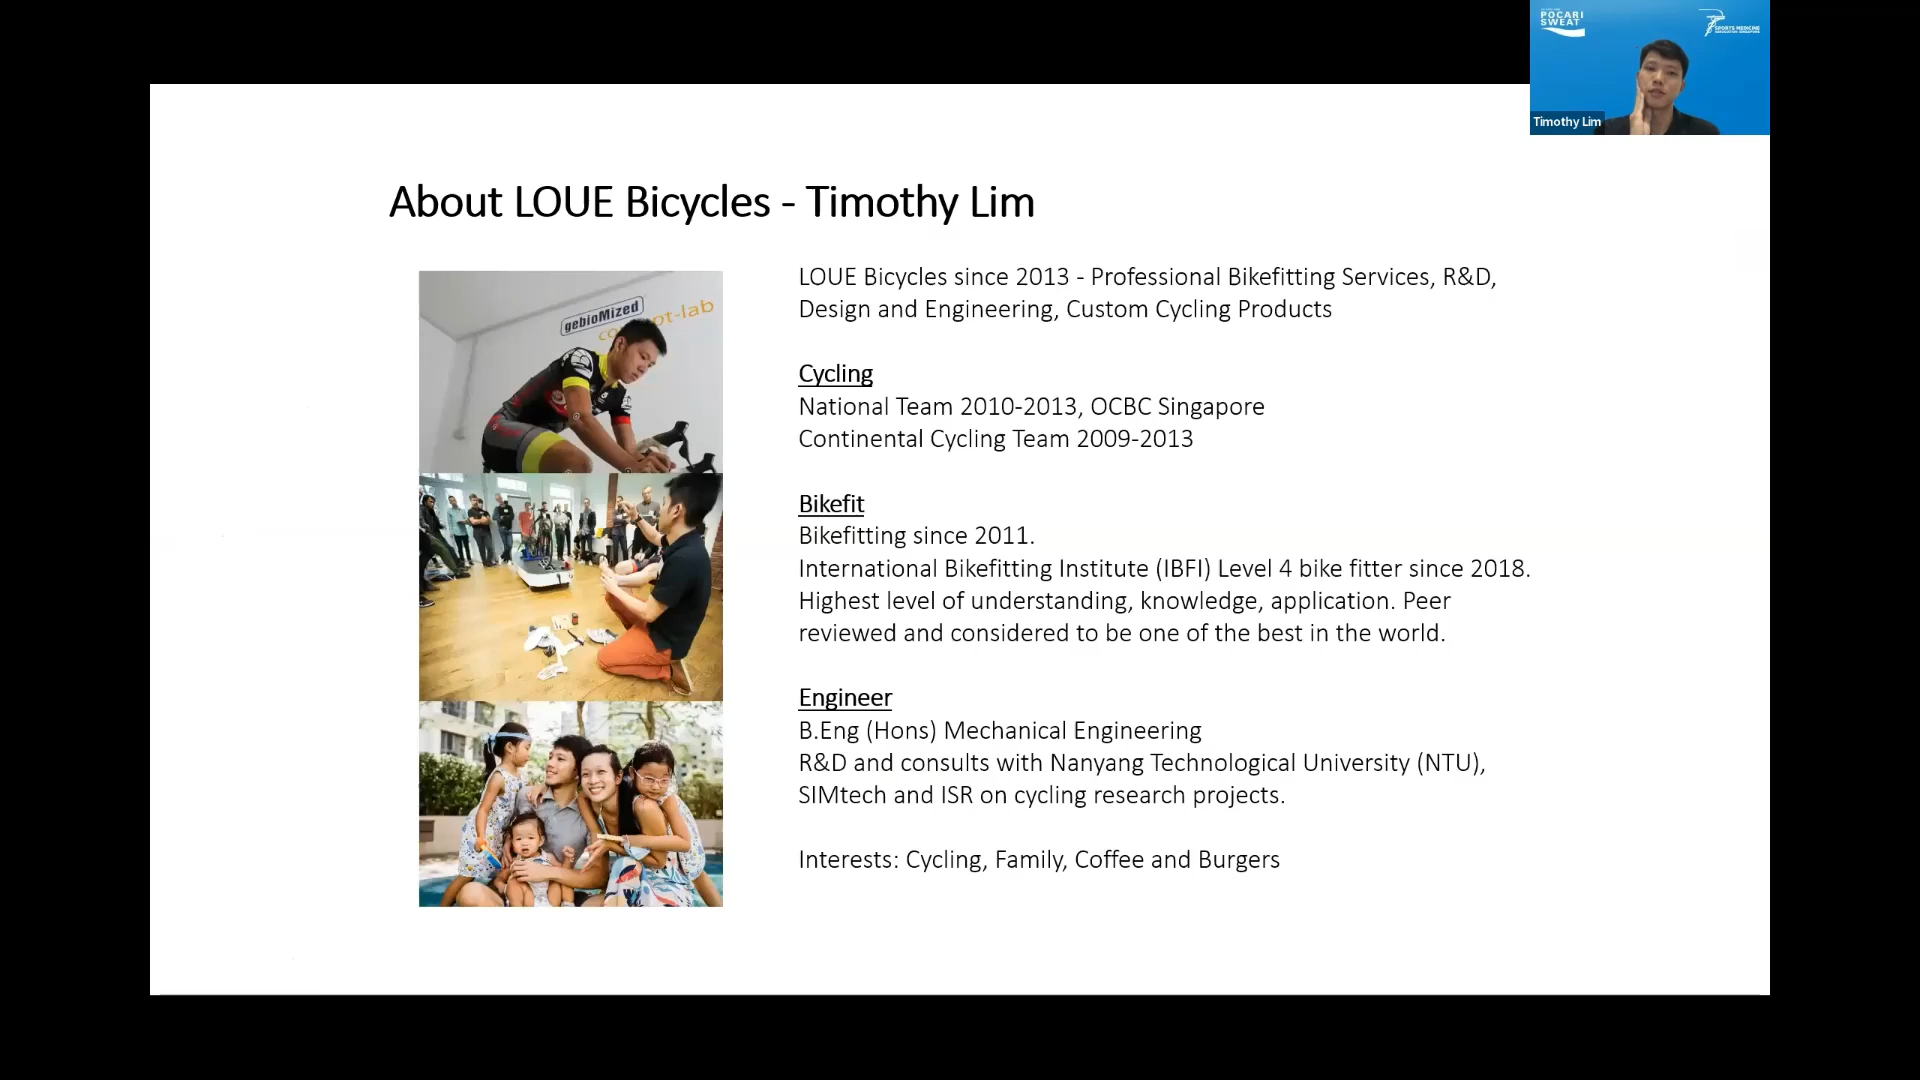 POCARI
SWEAT
SPORTS MEDICINE
ASSOCIATION SINGAPORE
Timothy Lim
About LOUE Bicycles - Timothy Lim
gebioMized
LOUE Bicycles since 2013 - Professional Bikefitting Services, R&D,
Design and Engineering, Custom Cycling Products
Cycling
National Team 2010-2013, OCBC Singapore
Continental Cycling Team 2009-2013
Bikefit
Bikefitting since 2011.
International Bikefitting Institute (IBFI) Level 4 bike fitter since 2018.
Highest level of understanding, knowledge, application. Peer
reviewed and considered to be one of the best in the world.
Engineer
B.Eng (Hons) Mechanical Engineering
R&D and consults with Nanyang Technological University (NTU),
SIMtech and ISR on cycling research projects.
Interests: Cycling, Family, Coffee and Burgers